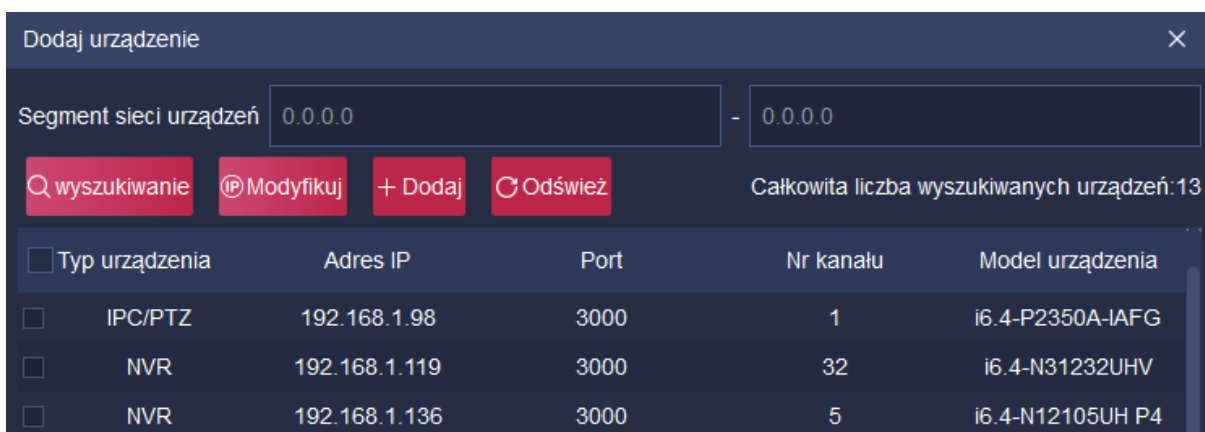 Dodaj urządzenie
Segment sieci urządzeń 0.0.0.0 - 0.0.0.0
wyszukiwanie IP Modyfikuj + Dodaj Odśwież Całkowita liczba wyszukiwanych urządzeń:13
Typ urządzenia Adres IP Port Nr kanału Model urządzenia
IPC/PTZ 192.168.1.98 3000 1 i6.4-P2350A-IAFG
NVR 192.168.1.119 3000 32 i6.4-N31232UHV
NVR 192.168.1.136 3000 5 i6.4-N12105UH P4